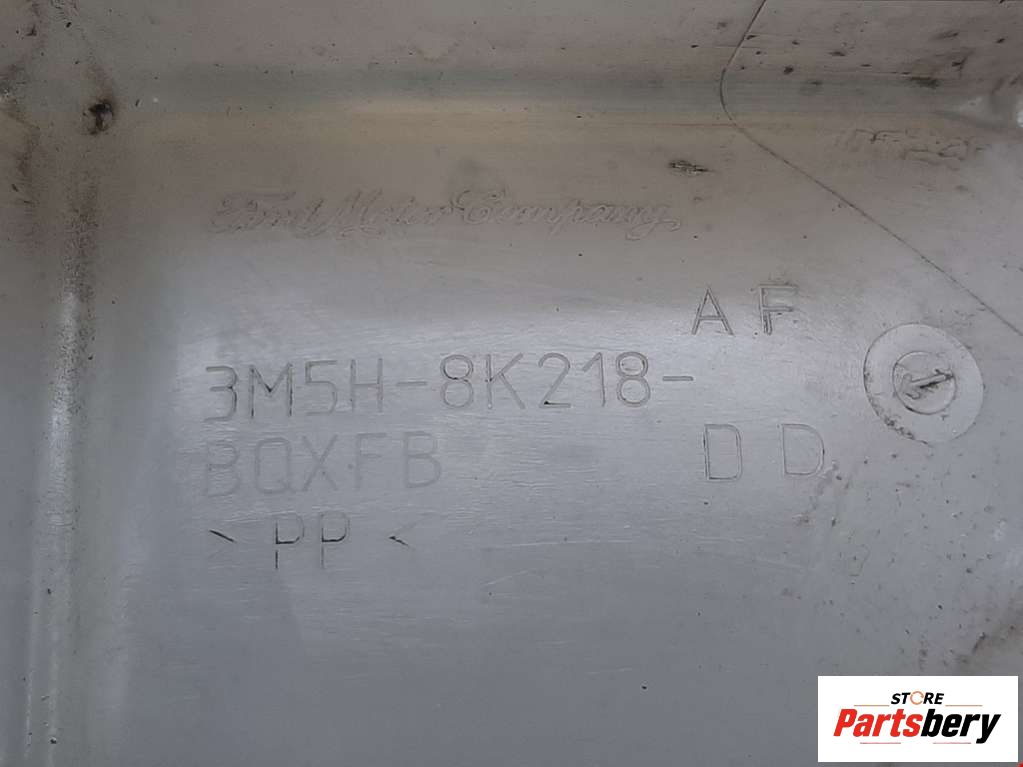 Ford Motor Company
AF
3M5H-8K218-
BQXFB DD
>PP<
STORE
Partsbery